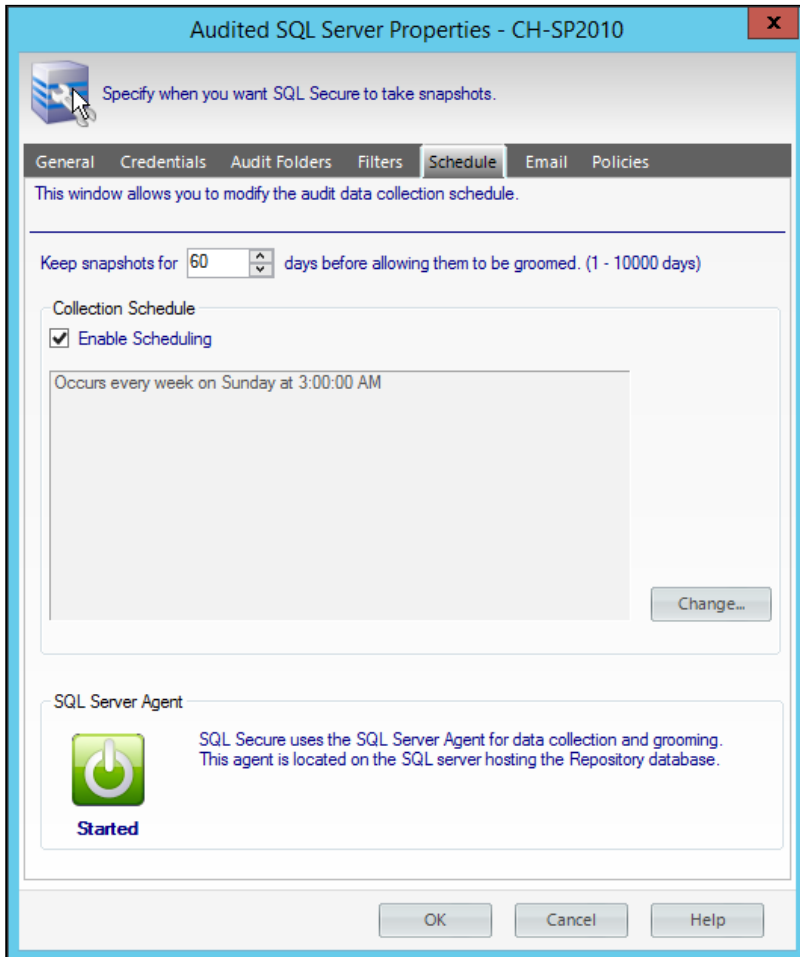 Audited SQL Server Properties - CH-SP2010
x
Specify when you want SQL Secure to take snapshots.
General Credentials Audit Folders Filters Schedule Email Policies
This window allows you to modify the audit data collection schedule.
Keep snapshots for 60 days before allowing them to be groomed. (1 - 10000 days)
Collection Schedule
Enable Scheduling
Occurs every week on Sunday at 3:00:00 AM
Change...
SQL Server Agent
SQL Secure uses the SQL Server Agent for data collection and grooming.
This agent is located on the SQL server hosting the Repository database.
Started
OK Cancel Help